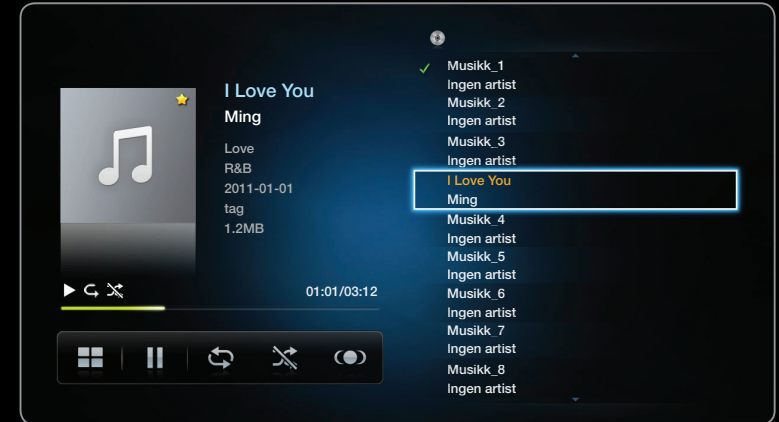 I Love You
Ming
Love
R&B
2011-01-01
tag
1.2MB
01:01/03:12
Musikk_1
Ingen artist
Musikk_2
Ingen artist
Musikk_3
Ingen artist
I Love You
Ming
Musikk_4
Ingen artist
Musikk_5
Ingen artist
Musikk_6
Ingen artist
Musikk_7
Ingen artist
Musikk_8
Ingen artist